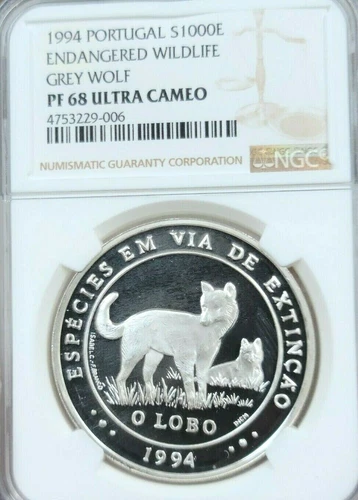 1994 PORTUGAL S1000E
ENDANGERED WILDLIFE
GREY WOLF
PF 68 ULTRA CAMEO
4753229-006
NUMISMATIC GUARANTY CORPORATION
NGC
ESPÉCIES EM VIA DE EXTINCÃO
O LOBO
1994